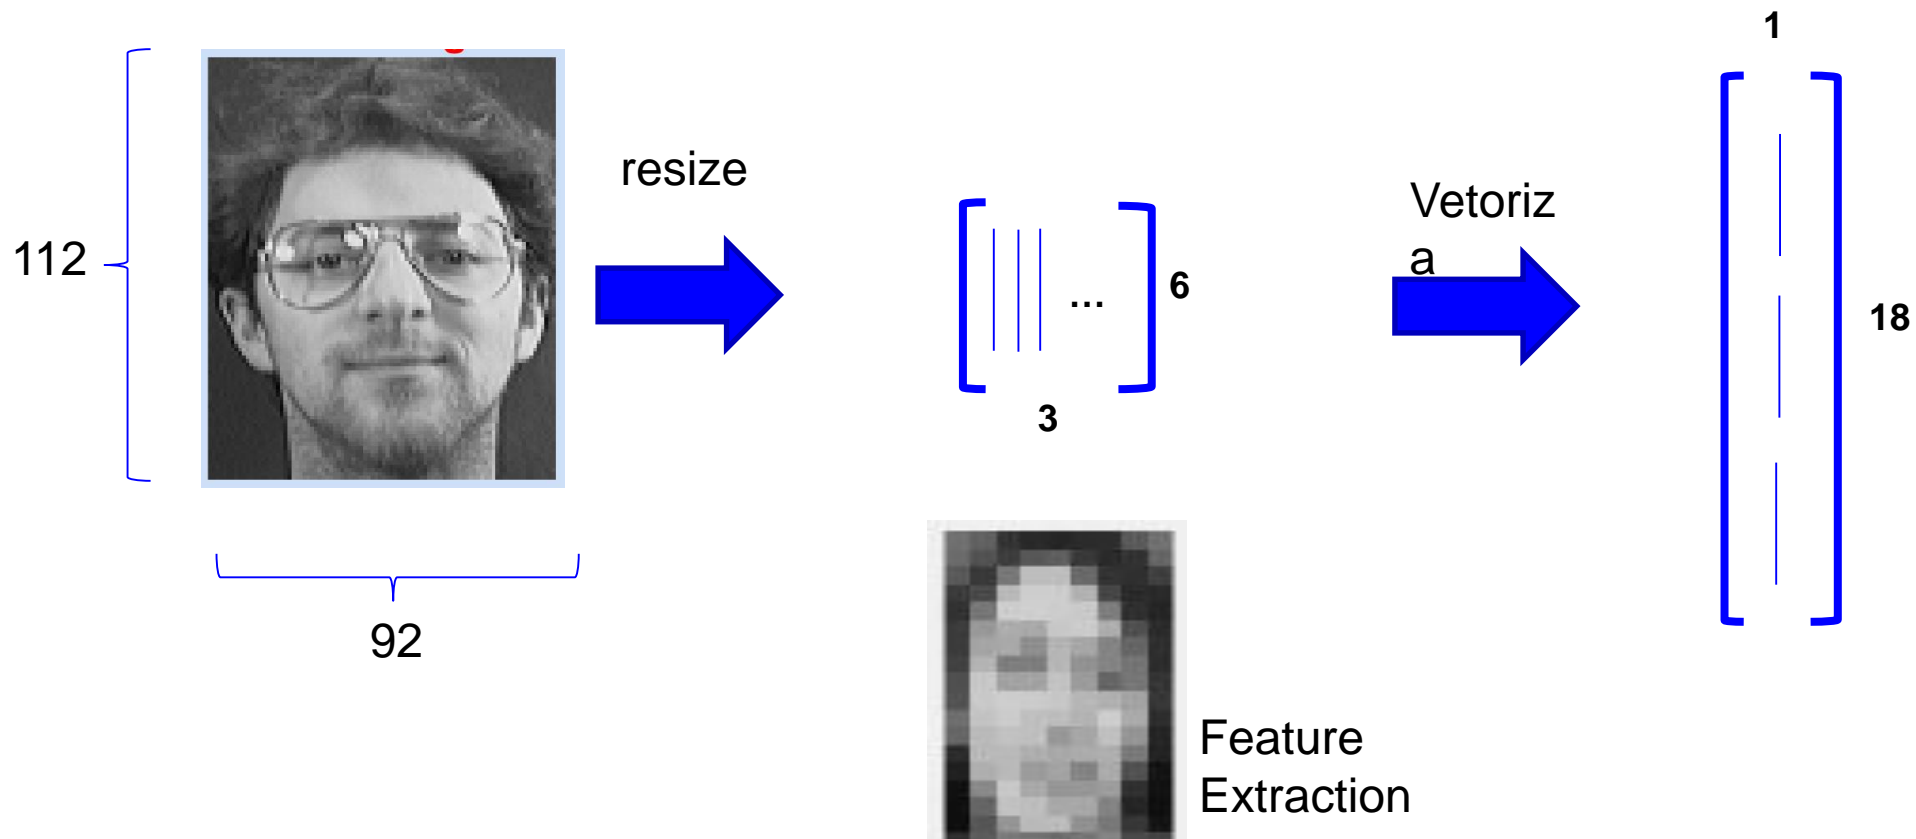 1
resize
Vetoriz
a
112
...
6
18
3
92
Feature
Extraction